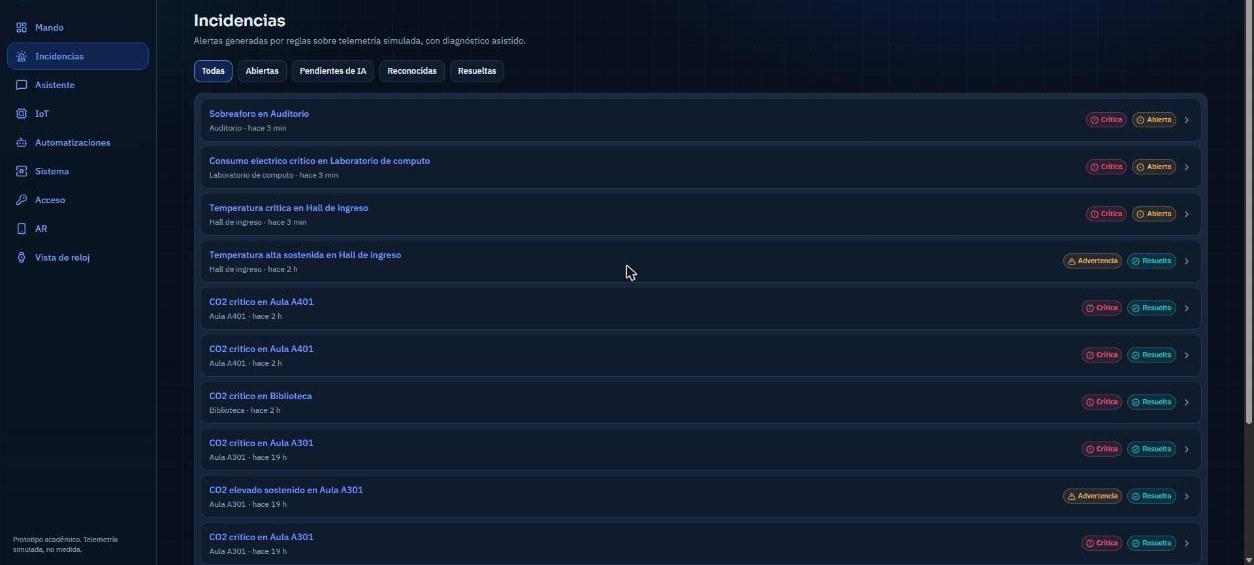 Mando
Incidencias
Asistente
IoT
Automatizaciones
Sistema
Acceso
AR
Vista de reloj
Prototipo académico. Telemetría
simulada, no medida.
Incidencias
Alertas generadas por reglas sobre telemetría simulada, con diagnóstico asistido.
Todas Abiertas Pendientes de IA Reconocidas Resueltas
Sobreaforo en Auditorio
Auditorio · hace 3 min
Crítica Abierta
Consumo electrico critico en Laboratorio de computo
Laboratorio de computo · hace 3 min
Crítica Abierta
Temperatura critica en Hall de ingreso
Hall de ingreso · hace 3 min
Crítica Abierta
Temperatura alta sostenida en Hall de ingreso
Hall de ingreso · hace 2 h
Advertencia Resuelta
CO2 critico en Aula A401
Aula A401 · hace 2 h
Crítica Resuelta
CO2 critico en Aula A401
Aula A401 · hace 2 h
Crítica Resuelta
CO2 critico en Biblioteca
Biblioteca · hace 2 h
Crítica Resuelta
CO2 critico en Aula A301
Aula A301 · hace 19 h
Crítica Resuelta
CO2 elevado sostenido en Aula A301
Aula A301 · hace 19 h
Advertencia Resuelta
CO2 critico en Aula A301
Aula A301 · hace 19 h
Crítica Resuelta